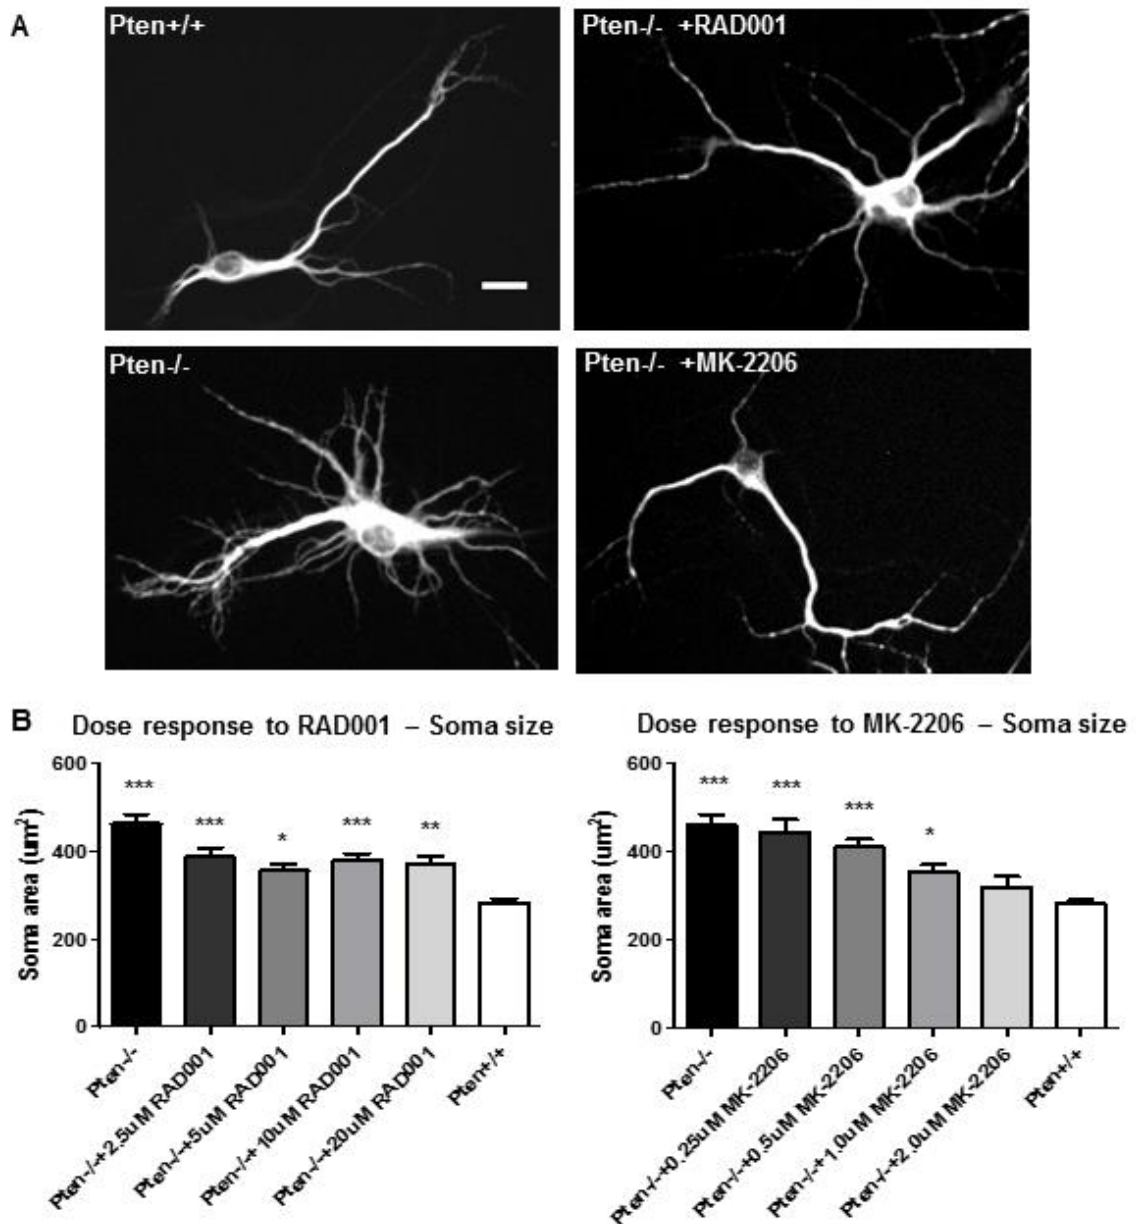 A
Pten+/+
Pten-/- +RAD001
Pten-/-
Pten-/- +MK-2206
B
Dose response to RAD001 – Soma size
Soma area (um²)
600
400
200
0
***
***
*
***
**
Pten-/-
Pten-/-+2.5uM RAD001
Pten-/-+5uM RAD001
Pten-/-+10uM RAD001
Pten-/-+20uM RAD001
Pten+/+
Dose response to MK-2206 – Soma size
Soma area (um²)
600
400
200
0
***
***
***
*
Pten-/-
Pten-/-+0.25uM MK-2206
Pten-/-+0.5uM MK-2206
Pten-/-+1.0uM MK-2206
Pten-/-+2.0uM MK-2206
Pten+/+